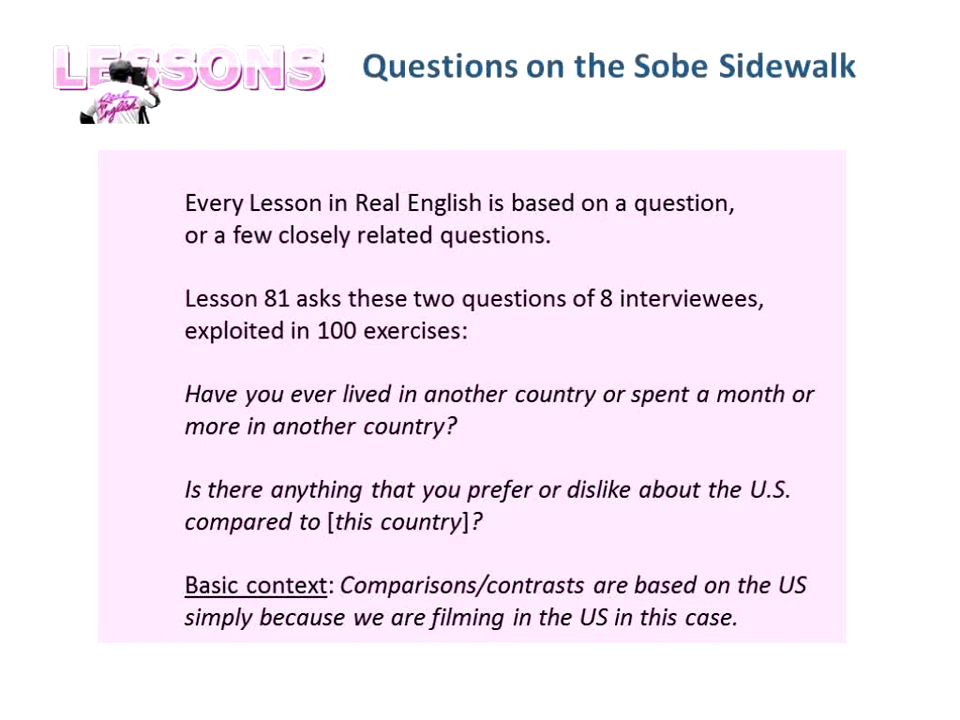 LESSONS
Real
English
Questions on the Sobe Sidewalk
Every Lesson in Real English is based on a question,
or a few closely related questions.
Lesson 81 asks these two questions of 8 interviewees,
exploited in 100 exercises:
Have you ever lived in another country or spent a month or
more in another country?
Is there anything that you prefer or dislike about the U.S.
compared to [this country]?
Basic context: Comparisons/contrasts are based on the US
simply because we are filming in the US in this case.